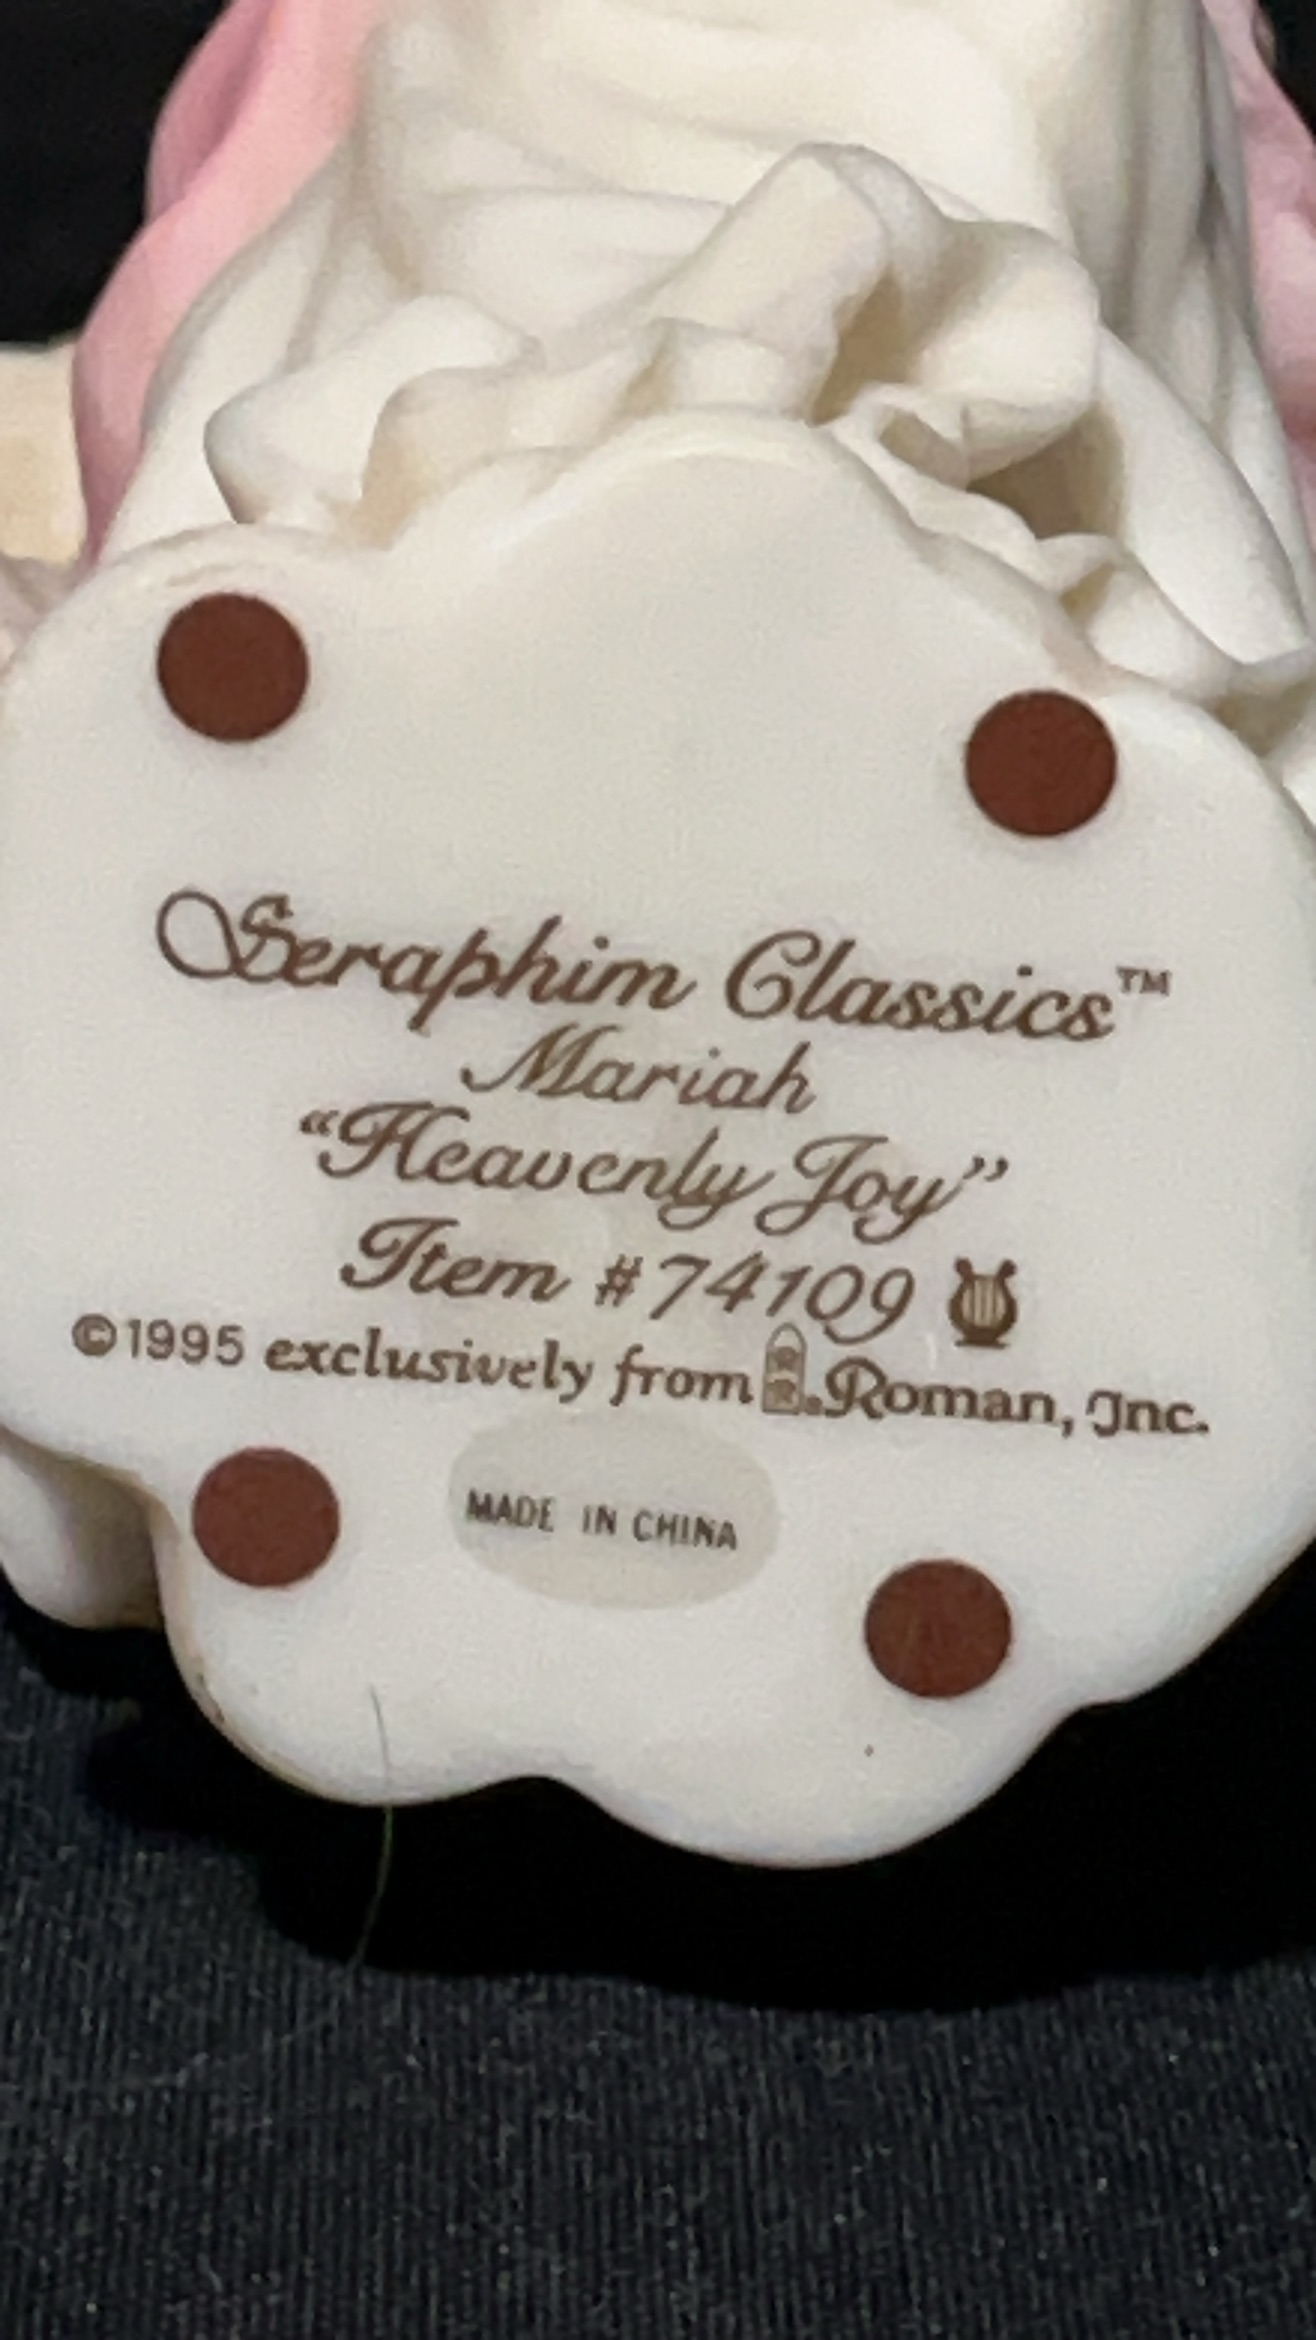 Seraphim Classics™
Mariah
“Heavenly Joy”
Item #74109
©1995 exclusively from Roman, Inc.
MADE IN CHINA